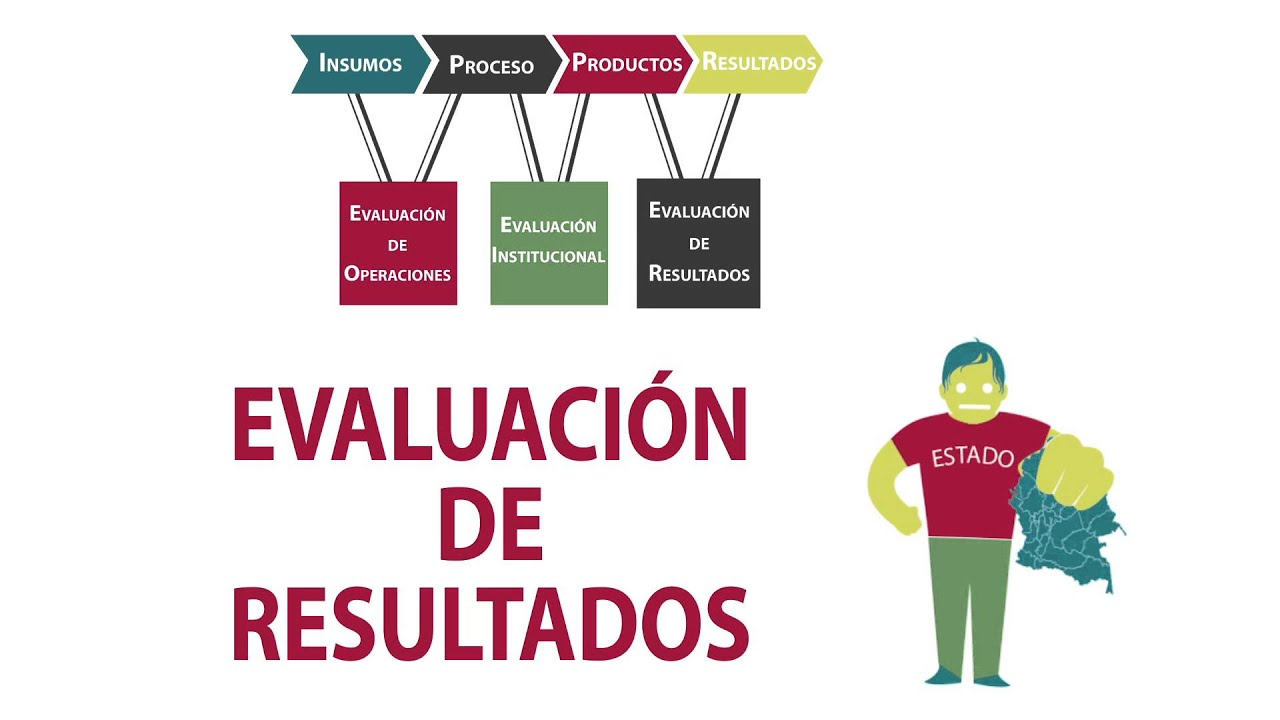 INSUMOS
PROCESO
PRODUCTOS
RESULTADOS
EVALUACIÓN
DE
OPERACIONES
EVALUACIÓN
INSTITUCIONAL
EVALUACIÓN
DE
RESULTADOS
EVALUACIÓN
DE
RESULTADOS
ESTADO